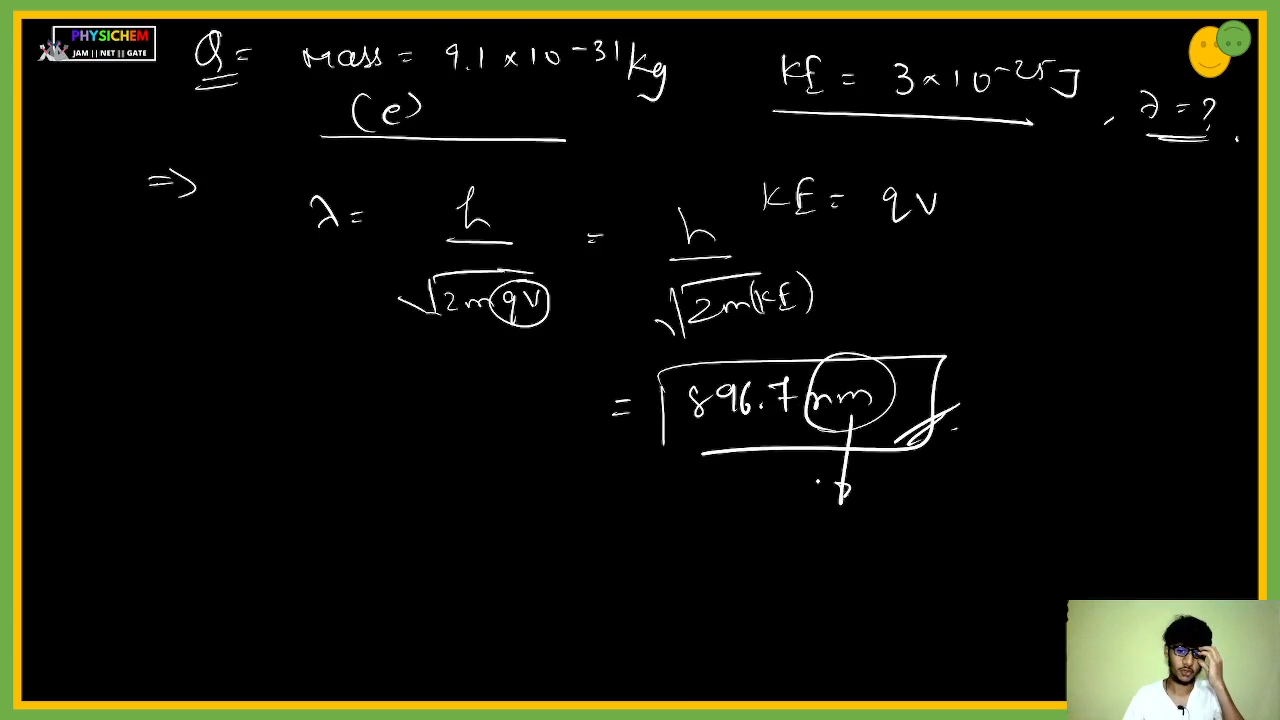 PHYSICHEM
JAM || NET || GATE
Q = mass = 9.1 × 10⁻³¹ kg KE = 3 × 10⁻²⁵ J , λ = ? .
(e)
⇒ λ = h / √2mqv = h / √2m(KE) KE = qv
= 896.7 nm